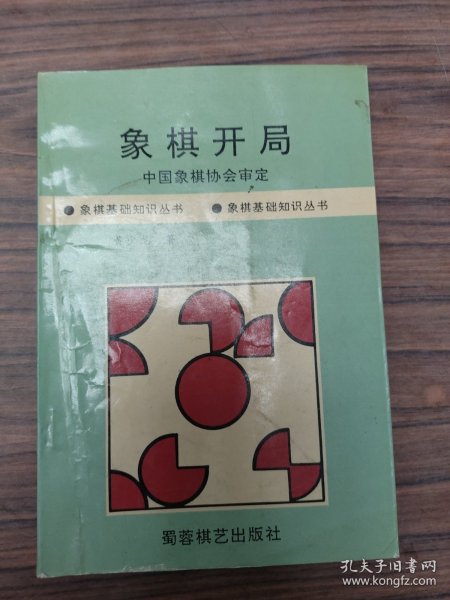 象棋开局
中国象棋协会审定
象棋基础知识丛书 象棋基础知识丛书
著
蜀蓉棋艺出版社
孔夫子旧书网
www.kongfz.com